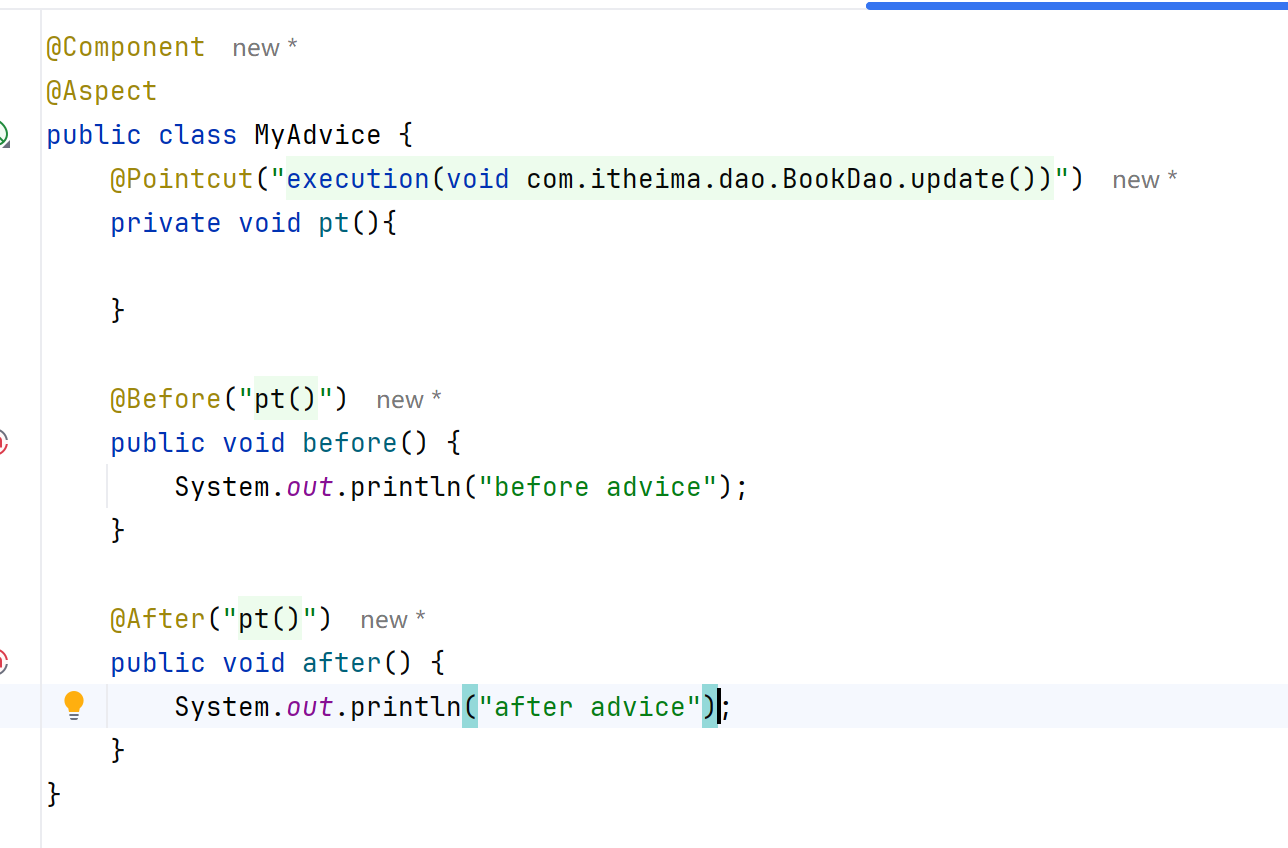 @Component new *
@Aspect
public class MyAdvice {
@Pointcut("execution(void com.itheima.dao.BookDao.update())") new *
private void pt(){
}
@Before("pt()") new *
public void before() {
System.out.println("before advice");
}
@After("pt()") new *
public void after() {
System.out.println("after advice");
}
}